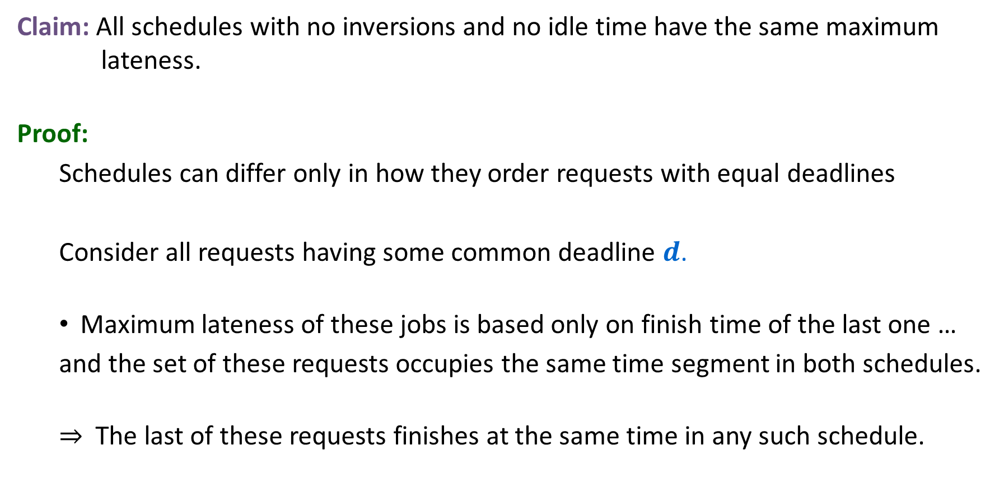 Claim: All schedules with no inversions and no idle time have the same maximum
lateness.
Proof:
Schedules can differ only in how they order requests with equal deadlines
Consider all requests having some common deadline d.
• Maximum lateness of these jobs is based only on finish time of the last one ...
and the set of these requests occupies the same time segment in both schedules.
⇒ The last of these requests finishes at the same time in any such schedule.